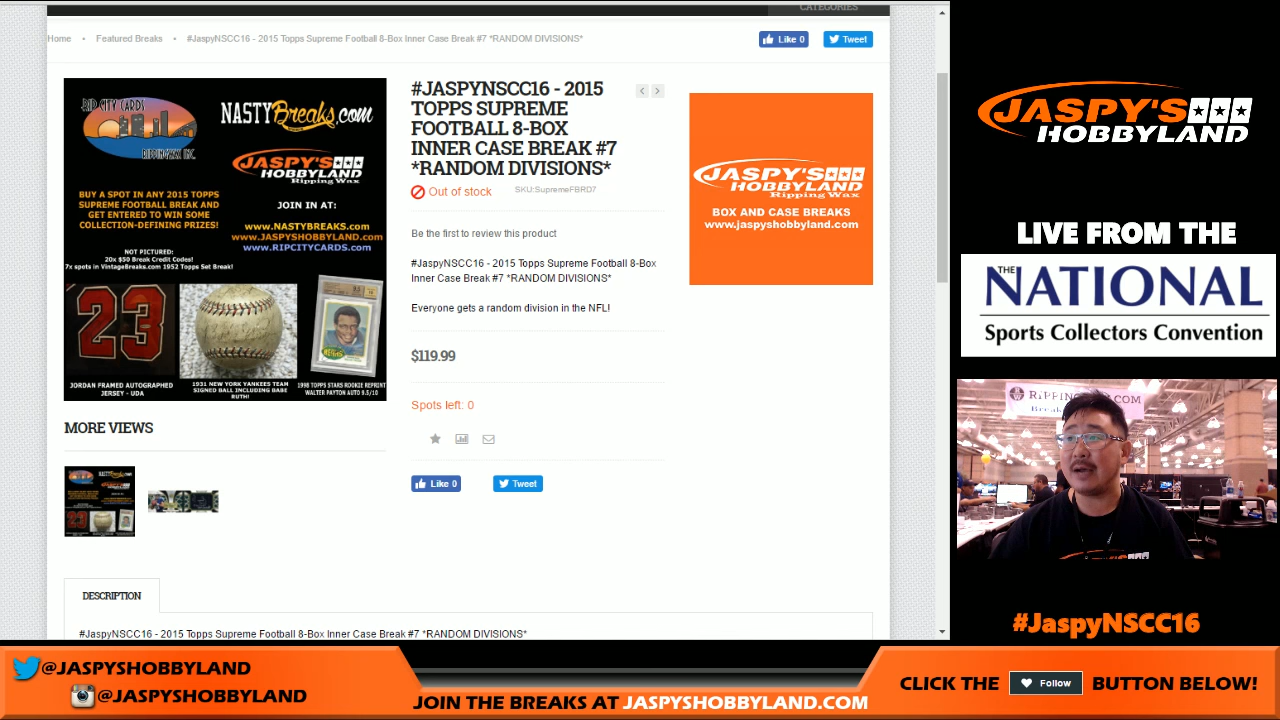 CATEGORIES
Home • Featured Breaks • #JaspyNSCC16 - 2015 Topps Supreme Football 8-Box Inner Case Break #7 *RANDOM DIVISIONS*
Like 0
Tweet
RIP CITY CARDS
RIPPINGWAX INC.
NASTYBreaks.com
JASPY'S
HOBBYLAND
Ripping Wax
BUY A SPOT IN ANY 2015 TOPPS
SUPREME FOOTBALL BREAK AND
GET ENTERED TO WIN SOME
COLLECTION-DEFINING PRIZES!
JOIN IN AT:
WWW.NASTYBREAKS.COM
WWW.JASPYSHOBBYLAND.COM
WWW.RIPCITYCARDS.COM
NOT PICTURED:
20x $50 Break Credit Codes!
7x spots in VintageBreaks.com 1952 Topps Set Break!
23
JORDAN FRAMED AUTOGRAPHED
JERSEY - UDA
1931 NEW YORK YANKEES TEAM
SIGNED BALL INCLUDING BABE
RUTH!
1998 TOPPS STARS ROOKIE REPRINT
WALTER PAYTON AUTO 9.5/10
#JASPYNSCC16 - 2015
TOPPS SUPREME
FOOTBALL 8-BOX
INNER CASE BREAK #7
*RANDOM DIVISIONS*
Out of stock
SKU:SupremeFBRD7
Be the first to review this product
#JaspyNSCC16 - 2015 Topps Supreme Football 8-Box
Inner Case Break #7 *RANDOM DIVISIONS*
Everyone gets a random division in the NFL!
$119.99
Spots left: 0
Like 0
Tweet
JASPY'S
HOBBYLAND
Ripping Wax
BOX AND CASE BREAKS
www.jaspyshobbyland.com
MORE VIEWS
DESCRIPTION
#JaspyNSCC16 - 2015 Topps Supreme Football 8-Box Inner Case Break #7 *RANDOM DIVISIONS*
JASPY'S
HOBBYLAND
LIVE FROM THE
THE
NATIONAL
Sports Collectors Convention
#JaspyNSCC16
@JASPYSHOBBYLAND
@JASPYSHOBBYLAND
JOIN THE BREAKS AT JASPYSHOBBYLAND.COM
CLICK THE Follow BUTTON BELOW!